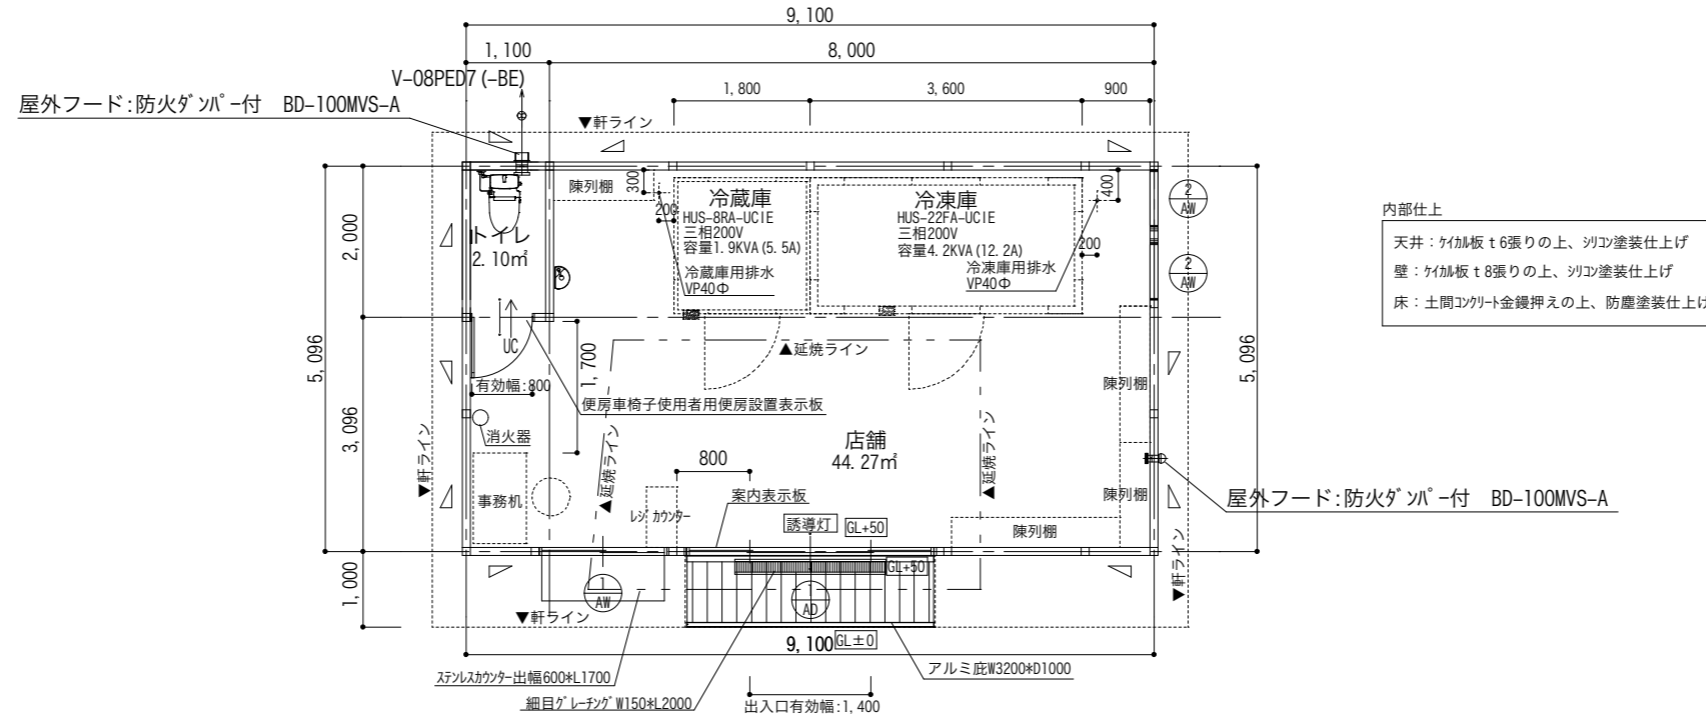 9,100
1,100
8,000
V-08PED7(-BE)
屋外フード:防火ダンパー付 BD-100MVS-A
1,800
3,600
900
▼軒ライン
陳列棚
300
200
冷蔵庫
HUS-8RA-UCIE
三相200V
容量1.9KVA(5.5A)
冷蔵庫用排水
VP40Φ
冷凍庫
HUS-22FA-UCIE
三相200V
容量4.2KVA(12.2A)
冷凍庫用排水
VP40Φ
400
200
2
AW
2
AW
内部仕上
天井:ケイカル板 t6張りの上、シリコン塗装仕上げ
壁:ケイカル板 t8張りの上、シリコン塗装仕上げ
床:土間コンクリート金鏝押えの上、防塵塗装仕上げ
トイレ
2.10㎡
2,000
5,096
3,096
1,000
UC
1,700
有効幅:800
▲延焼ライン
便房車椅子使用者用便房設置表示板
消火器
▼軒ライン
事務机
▲延焼ライン
レジカウンター
800
案内表示板
店舗
44.27㎡
誘導灯
GL+50
GL+50
▲延焼ライン
陳列棚
陳列棚
陳列棚
5,096
屋外フード:防火ダンパー付 BD-100MVS-A
▼軒ライン
1
AW
1
AD
▼軒ライン
9,100
GL±0
ステンレスカウンター出幅600*L1700
細目グレーチングW150*L2000
アルミ庇W3200*D1000
出入口有効幅:1,400